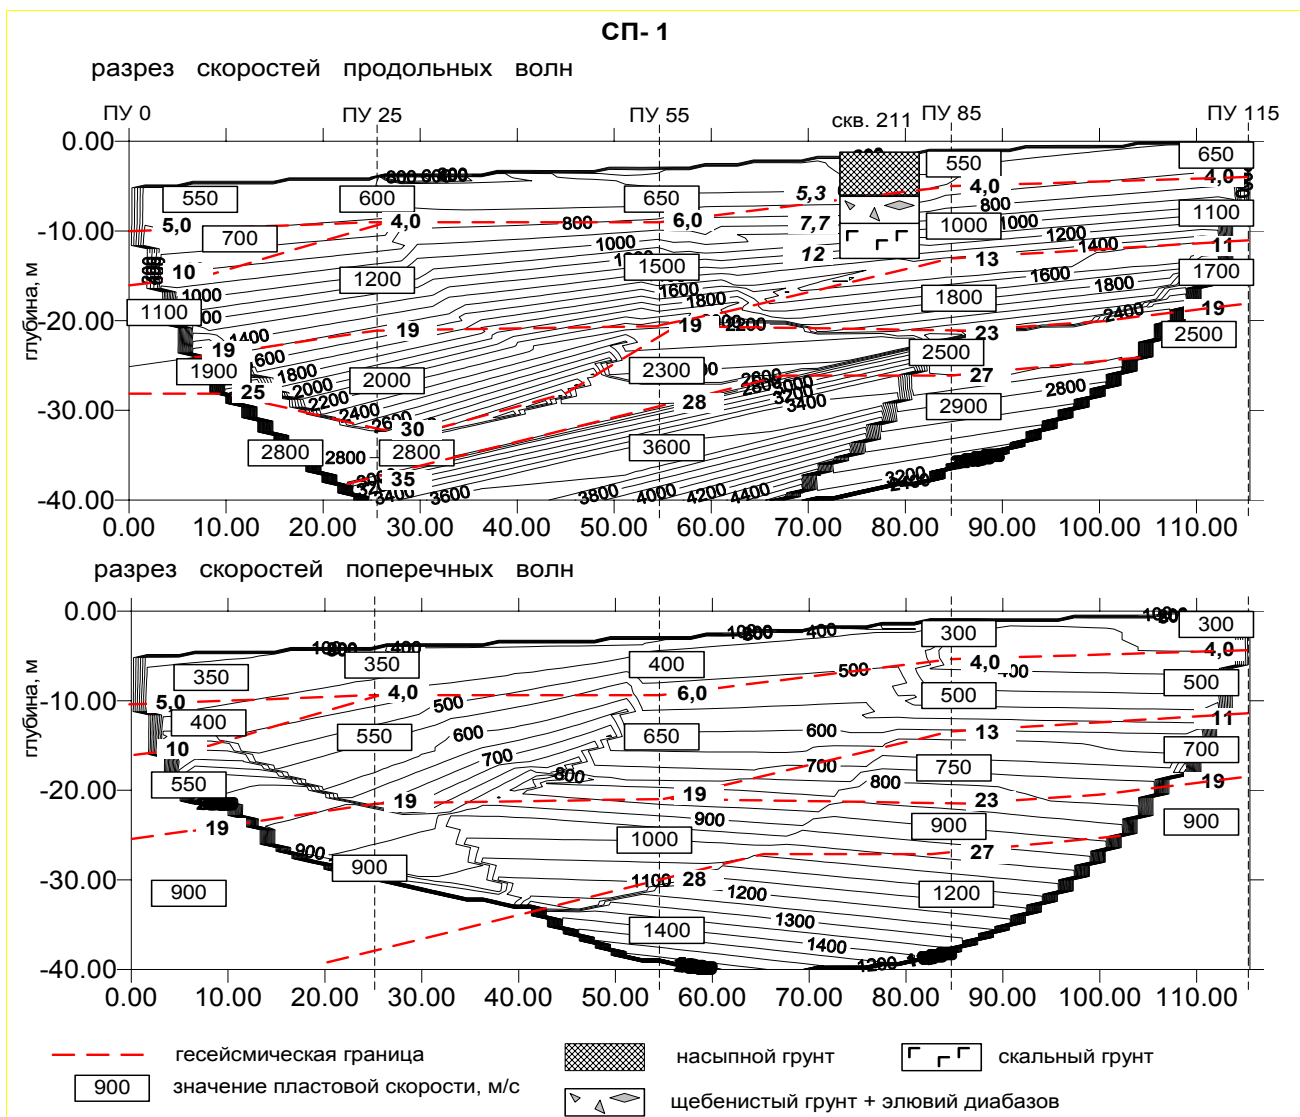 СП- 1
разрез скоростей продольных волн
ПУ 0 ПУ 25 ПУ 55 скв. 211 ПУ 85 ПУ 115
глубина, м
0.00
-10.00
-20.00
-30.00
-40.00
0.00 10.00 20.00 30.00 40.00 50.00 60.00 70.00 80.00 90.00 100.00 110.00
550 600 650 550 650
5,0 4,0 6,0 5,3 4,0 4,0
700 800 7,7 1000 800 1100
10 1200 1000 1500 12 13 1000 1200 1400 11
1100 1000 1600 1800 1800 1600 1800 1700
19 1400 19 19 2200 23 2400 19
1900 600 1800 2000 2300 2500 2500
25 2000 2200 2400 28 2600 2800 3000 3200 3400 27 2800
30 2900
2800 2800 2800 3600
35 3400 3600 3800 4000 4200 4400 3200 2400
разрез скоростей поперечных волн
глубина, м
0.00
-10.00
-20.00
-30.00
-40.00
0.00 10.00 20.00 30.00 40.00 50.00 60.00 70.00 80.00 90.00 100.00 110.00
400 400 300 300
350 350 400 500 4,0 4,0
5,0 4,0 6,0 400 500
400 500 500
10 550 600 650 600 13 11
550 700 800 700 750 800 700
19 19 19 23 19
900 1000 900 900
900 900 1100 28 27
900 1200 1200
1400 1300
1400
1200
гесейсмическая граница
900 значение пластовой скорости, м/с
насыпной грунт
скальный грунт
щебенистый грунт + элювий диабазов